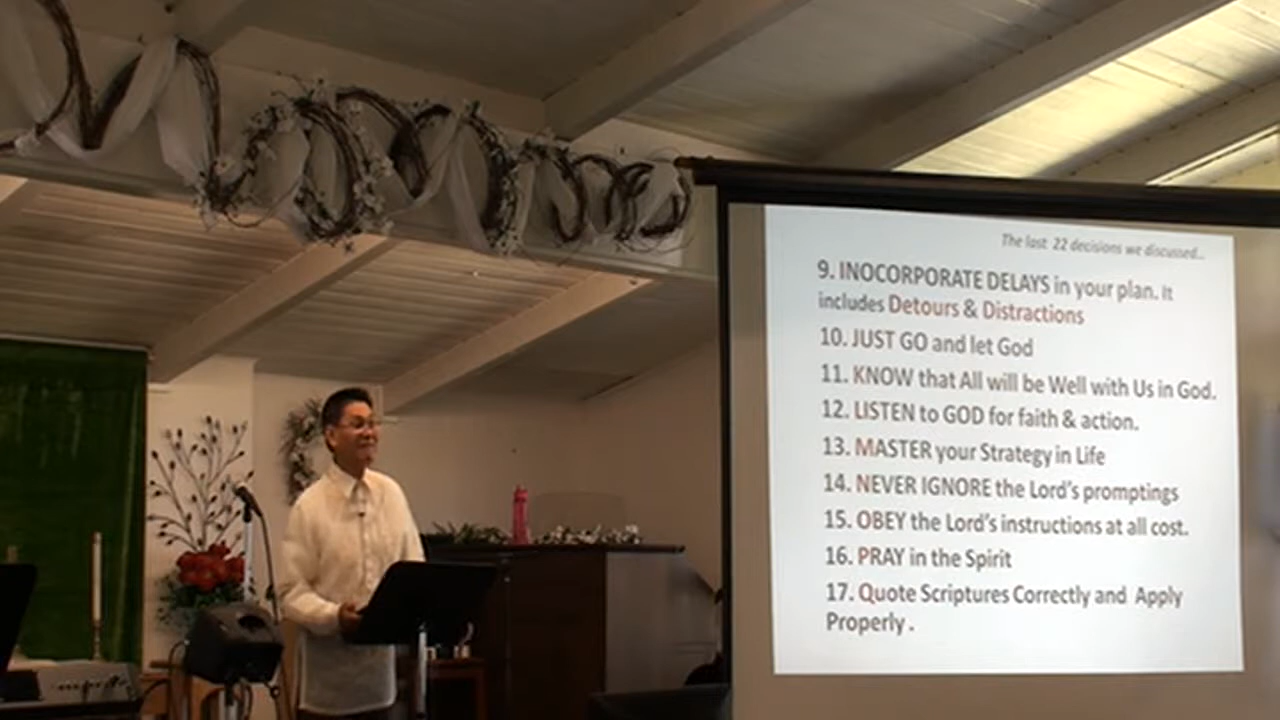 The last 22 decisions we discussed...
9. INOCORPORATE DELAYS in your plan. It
includes Detours & Distractions
10. JUST GO and let God
11. KNOW that All will be Well with Us in God.
12. LISTEN to GOD for faith & action.
13. MASTER your Strategy in Life
14. NEVER IGNORE the Lord's promptings
15. OBEY the Lord's instructions at all cost.
16. PRAY in the Spirit
17. Quote Scriptures Correctly and Apply
Properly.